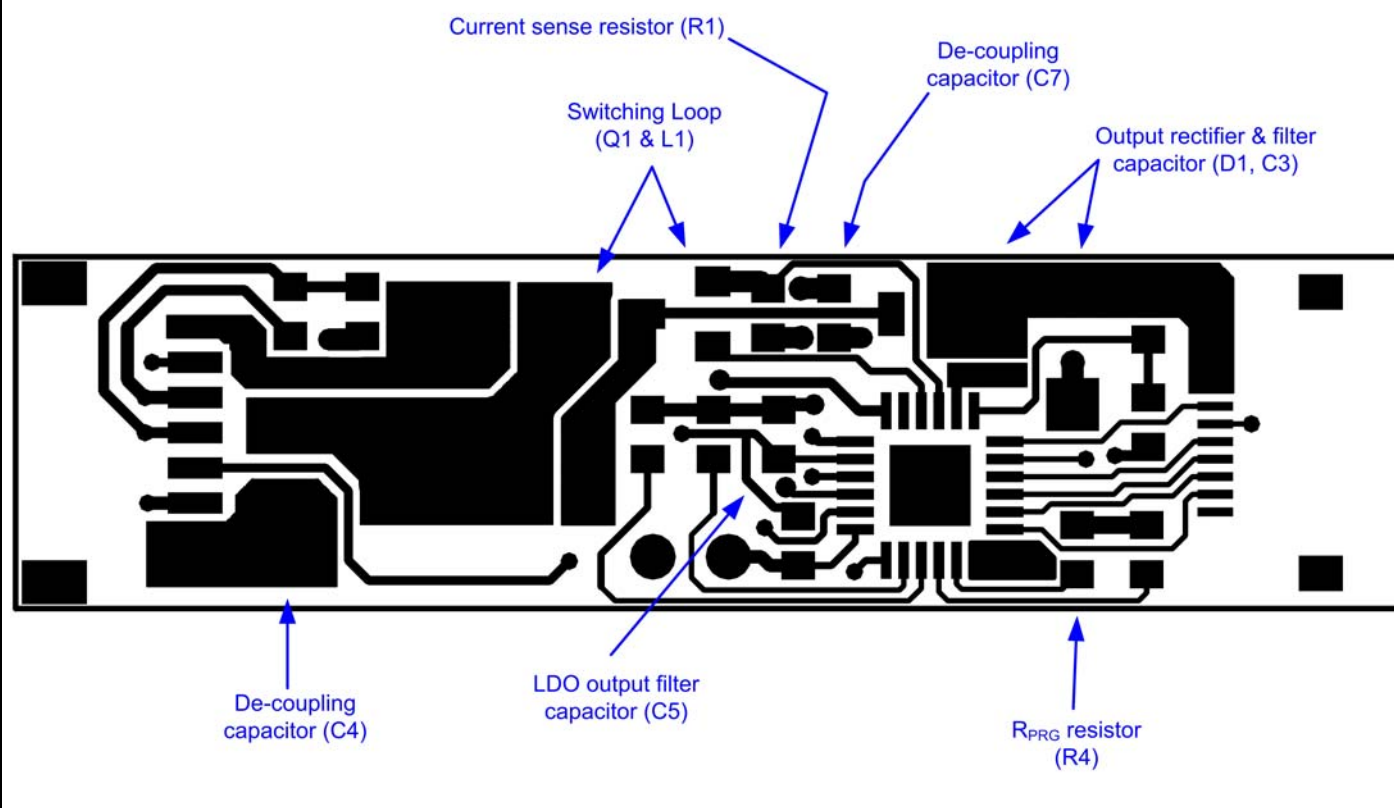 Current sense resistor (R1)
De-coupling
capacitor (C7)
Switching Loop
(Q1 & L1)
Output rectifier & filter
capacitor (D1, C3)
De-coupling
capacitor (C4)
LDO output filter
capacitor (C5)
RPRG resistor
(R4)